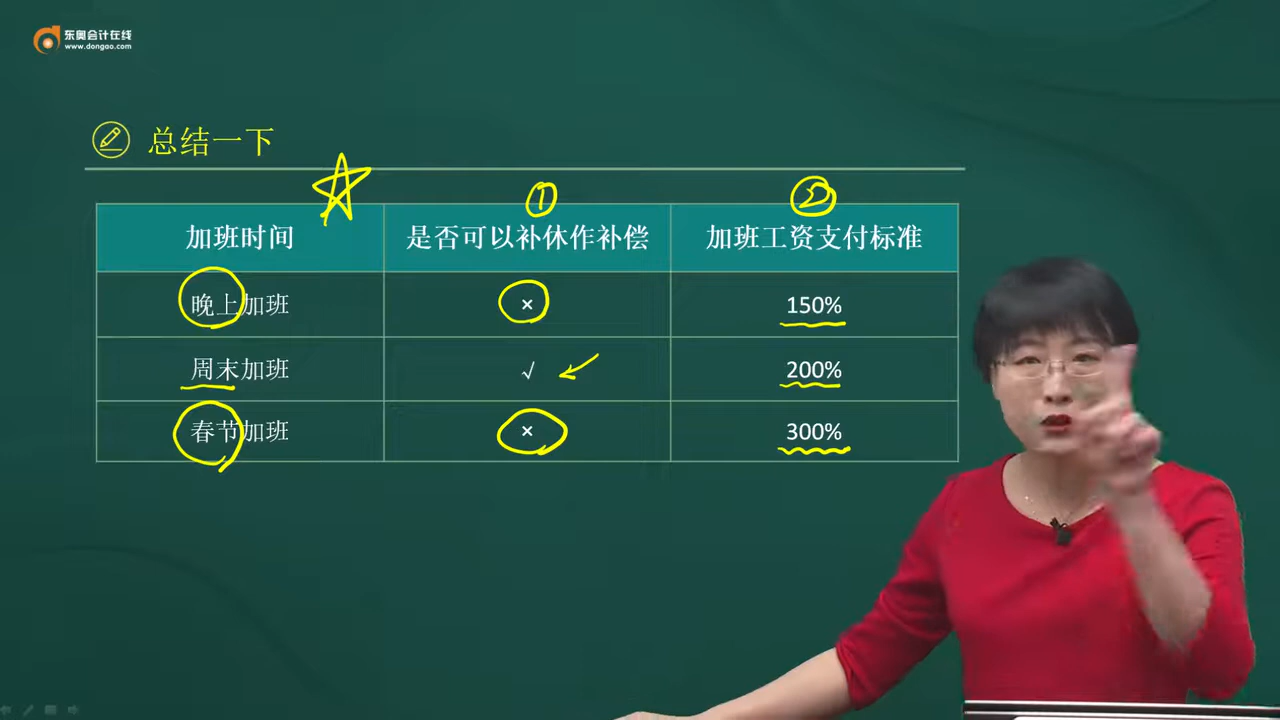 东奥会计在线
www.dongao.com
总结一下
① ②
加班时间 是否可以补休作补偿 加班工资支付标准
晚上加班 × 150%
周末加班 √ 200%
春节加班 × 300%